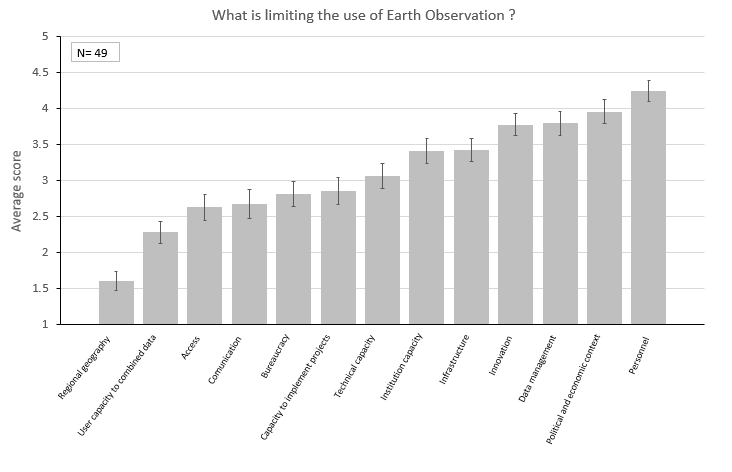 What is limiting the use of Earth Observation ?
N= 49
5
4.5
4
3.5
3
2.5
2
1.5
1
Average score
Regional geography
User capacity to combined data
Access
Comunication
Bureaucracy
Capacity to implement projects
Technical capacity
Institution capacity
Infrastructure
Innovation
Data management
Political and economic context
Personnel